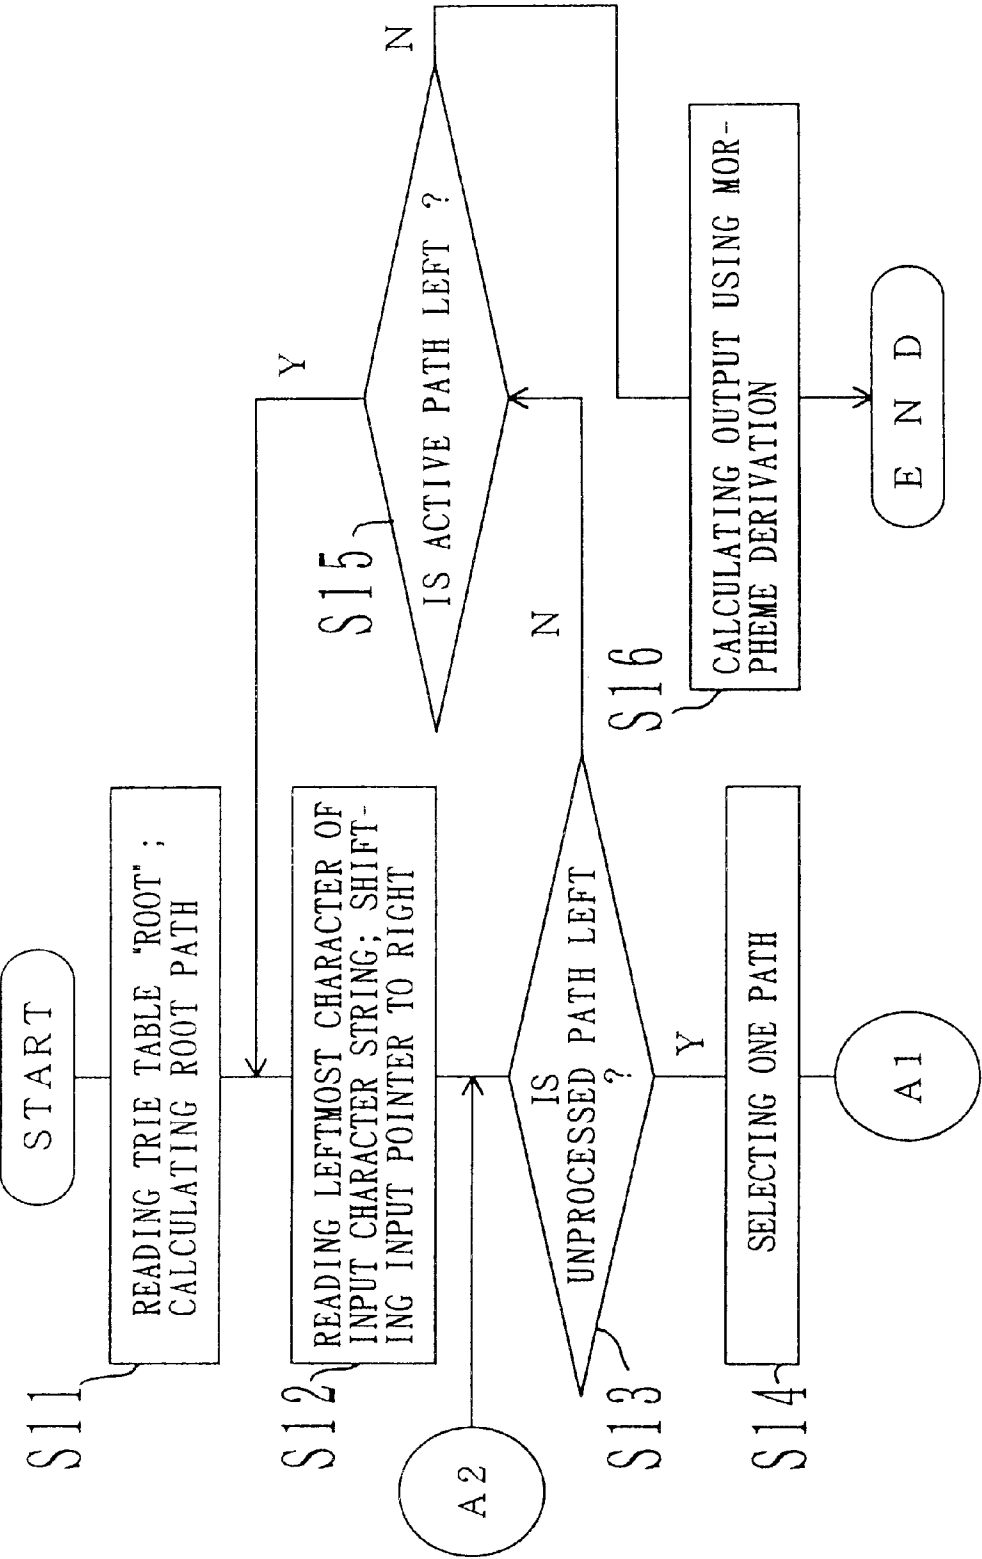 START
S11
READING TRIE TABLE "ROOT";
CALCULATING ROOT PATH
S12
READING LEFTMOST CHARACTER OF
INPUT CHARACTER STRING; SHIFT-
ING INPUT POINTER TO RIGHT
A2
S13
IS
UNPROCESSED PATH LEFT
?
Y
N
S14
SELECTING ONE PATH
A1
S15
IS ACTIVE PATH LEFT ?
Y
N
S16
CALCULATING OUTPUT USING MOR-
PHEME DERIVATION
END